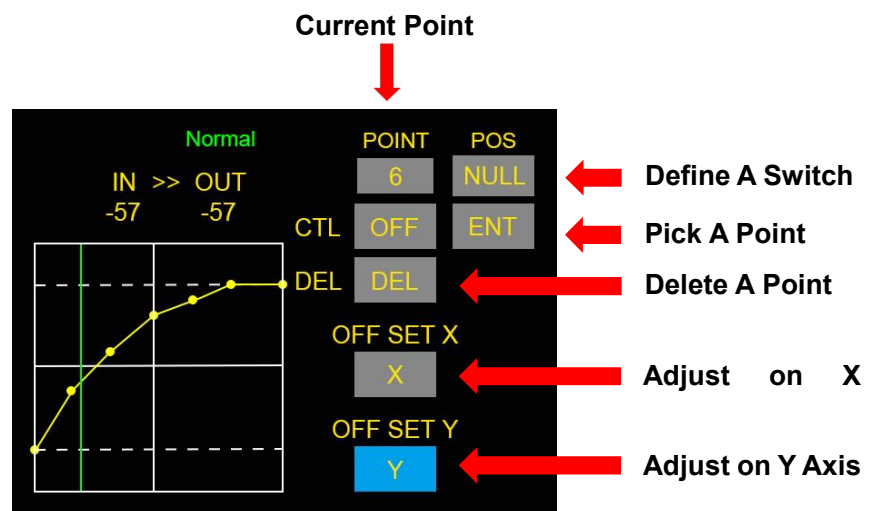 Current Point
Normal
POINT POS
IN >> OUT
6 NULL
Define A Switch
-57 -57
CTL OFF ENT
Pick A Point
DEL DEL
Delete A Point
OFF SET X
X
Adjust on X
OFF SET Y
Y
Adjust on Y Axis